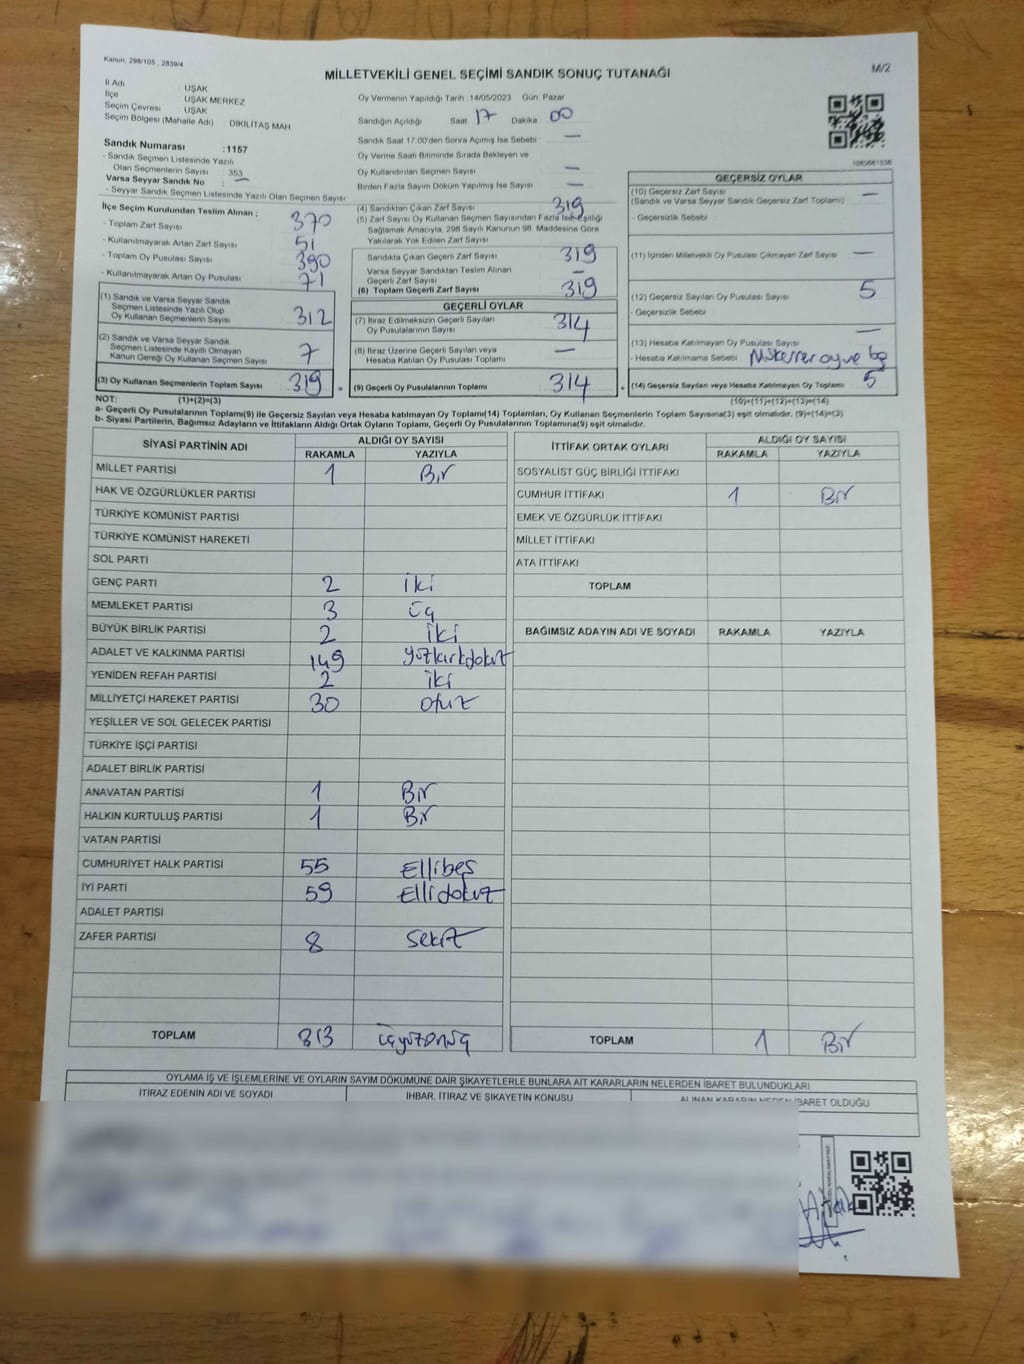 Kanun: 298/105 , 2839/4
MİLLETVEKİLİ GENEL SEÇİMİ SANDIK SONUÇ TUTANAĞI
M/2
İl Adı : UŞAK
İlçe : UŞAK MERKEZ
Seçim Çevresi : UŞAK
Seçim Bölgesi (Mahalle Adı) : DİKİLİTAŞ MAH.
Oy Vermenin Yapıldığı Tarih 14/05/2023 Gün Pazar
Sandığın Açıldığı Saat 17 Dakika 00
Sandık Saat 17:00'den Sonra Açılmış İse Sebebi : —
Oy Verme Saati Bitiminde Sırada Bekleyen ve
Oy Kullandırılan Seçmen Sayısı : —
Birden Fazla Sayım Döküm Yapılmış İse Sayısı : —
Sandık Numarası :1157
- Sandık Seçmen Listesinde Yazılı
Olan Seçmenlerin Sayısı : 353
Varsa Seyyar Sandık No : —
- Seyyar Sandık Seçmen Listesinde Yazılı Olan Seçmen Sayısı
İlçe Seçim Kurulundan Teslim Alınan ;
- Toplam Zarf Sayısı 370
- Kullanılmayarak Artan Zarf Sayısı 51
- Toplam Oy Pusulası Sayısı 390
- Kullanılmayarak Artan Oy Pusulası 71
(1) Sandık ve Varsa Seyyar Sandık
Seçmen Listesinde Yazılı Olup
Oy Kullanan Seçmenlerin Sayısı 312
(2) Sandık ve Varsa Seyyar Sandık
Seçmen Listesinde Kayıtlı Olmayan
Kanun Gereği Oy Kullanan Seçmen Sayısı 7
(3) Oy Kullanan Seçmenlerin Toplam Sayısı 319 =
(4) Sandıktan Çıkan Zarf Sayısı 319
(5) Zarf Sayısı Oy Kullanan Seçmen Sayısından Fazla İse Eşitliği
Sağlamak Amacıyla, 298 Sayılı Kanunun 98. Maddesine Göre
Yakılarak Yok Edilen Zarf Sayısı
Sandıkta Çıkan Geçerli Zarf Sayısı 319
Varsa Seyyar Sandıktan Teslim Alınan
Geçerli Zarf Sayısı —
(6) Toplam Geçerli Zarf Sayısı 319
GEÇERLİ OYLAR
(7) İtiraz Edilmeksizin Geçerli Sayılan
Oy Pusulalarının Sayısı 314
(8) İtiraz Üzerine Geçerli Sayılan veya
Hesaba Katılan Oy Pusulası Toplamı —
(9) Geçerli Oy Pusulalarının Toplamı 314 +
GEÇERSİZ OYLAR
(10) Geçersiz Zarf Sayısı —
(Sandık ve Varsa Seyyar Sandık Geçersiz Zarf Toplamı)
- Geçersizlik Sebebi
(11) İçinden Milletvekili Oy Pusulası Çıkmayan Zarf Sayısı —
(12) Geçersiz Sayılan Oy Pusulası Sayısı 5
- Geçersizlik Sebebi
(13) Hesaba Katılmayan Oy Pusulası Sayısı —
- Hesaba Katılmama Sebebi Mükerrer oy ve
(14) Geçersiz Sayılan veya Hesaba Katılmayan Oy Toplamı 5
NOT: (1)+(2)=(3) (10)+(11)+(12)+(13)=(14)
a- Geçerli Oy Pusulalarının Toplamı(9) ile Geçersiz Sayılan veya Hesaba katılmayan Oy Toplamı(14) Toplamları, Oy Kullanan Seçmenlerin Toplam Sayısına(3) eşit olmalıdır. (9)+(14)=(3)
b- Siyasi Partilerin, Bağımsız Adayların ve İttifakların Aldığı Ortak Oyların Toplamı, Geçerli Oy Pusulalarının Toplamına(9) eşit olmalıdır.
SİYASİ PARTİNİN ADI ALDIĞI OY SAYISI
RAKAMLA YAZIYLA
MİLLET PARTİSİ 1 Bir
HAK VE ÖZGÜRLÜKLER PARTİSİ
TÜRKİYE KOMÜNİST PARTİSİ
TÜRKİYE KOMÜNİST HAREKETİ
SOL PARTİ
GENÇ PARTİ 2 iki
MEMLEKET PARTİSİ 3 üç
BÜYÜK BİRLİK PARTİSİ 2 iki
ADALET VE KALKINMA PARTİSİ 149 yüzkırkdokuz
YENİDEN REFAH PARTİSİ 2 iki
MİLLİYETÇİ HAREKET PARTİSİ 30 otuz
YEŞİLLER VE SOL GELECEK PARTİSİ
TÜRKİYE İŞÇİ PARTİSİ
ADALET BİRLİK PARTİSİ
ANAVATAN PARTİSİ 1 Bir
HALKIN KURTULUŞ PARTİSİ 1 Bir
VATAN PARTİSİ
CUMHURİYET HALK PARTİSİ 55 Ellibeş
İYİ PARTİ 59 Ellidokuz
ADALET PARTİSİ
ZAFER PARTİSİ 8 sekiz
TOPLAM 313 üçyüzonüç
İTTİFAK ORTAK OYLARI ALDIĞI OY SAYISI
RAKAMLA YAZIYLA
SOSYALİST GÜÇ BİRLİĞİ İTTİFAKI
CUMHUR İTTİFAKI 1 Bir
EMEK VE ÖZGÜRLÜK İTTİFAKI
MİLLET İTTİFAKI
ATA İTTİFAKI
TOPLAM
BAĞIMSIZ ADAYIN ADI VE SOYADI RAKAMLA YAZIYLA
TOPLAM 1 Bir
OYLAMA İŞ VE İŞLEMLERİNE VE OYLARIN SAYIM DÖKÜMÜNE DAİR ŞİKAYETLERLE BUNLARA AİT KARARLARIN NELERDEN İBARET BULUNDUKLARI
İTİRAZ EDENİN ADI VE SOYADI İHBAR, İTİRAZ VE ŞİKAYETİN KONUSU ALINAN KARARIN NEDEN İBARET OLDUĞU